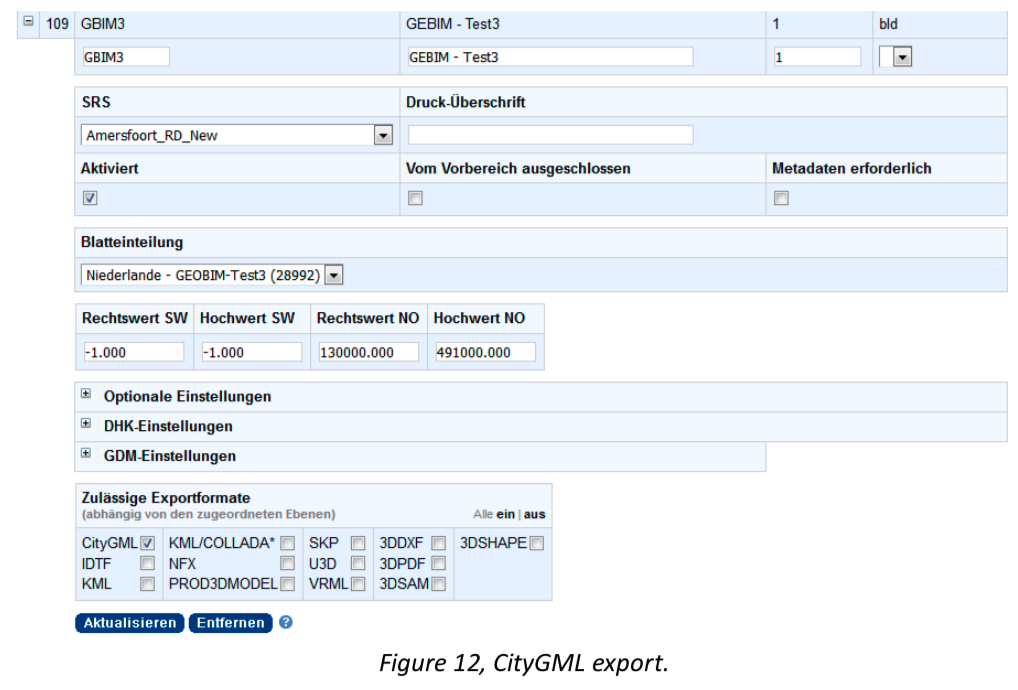 109 GBIM3 GEBIM - Test3 1 bld
GBIM3 GEBIM - Test3 1
SRS Druck-Überschrift
Amersfoort_RD_New
Aktiviert Vom Vorbereich ausgeschlossen Metadaten erforderlich
Blatteinteilung
Niederlande - GEOBIM-Test3 (28992)
Rechtswert SW Hochwert SW Rechtswert NO Hochwert NO
-1.000 -1.000 130000.000 491000.000
Optionale Einstellungen
DHK-Einstellungen
GDM-Einstellungen
Zulässige Exportformate
(abhängig von den zugeordneten Ebenen) Alle ein | aus
CityGML KML/COLLADA* SKP 3DDXF 3DSHAPE
IDTF NFX U3D 3DPDF
KML PROD3DMODEL VRML 3DSAM
Aktualisieren Entfernen ?
Figure 12, CityGML export.